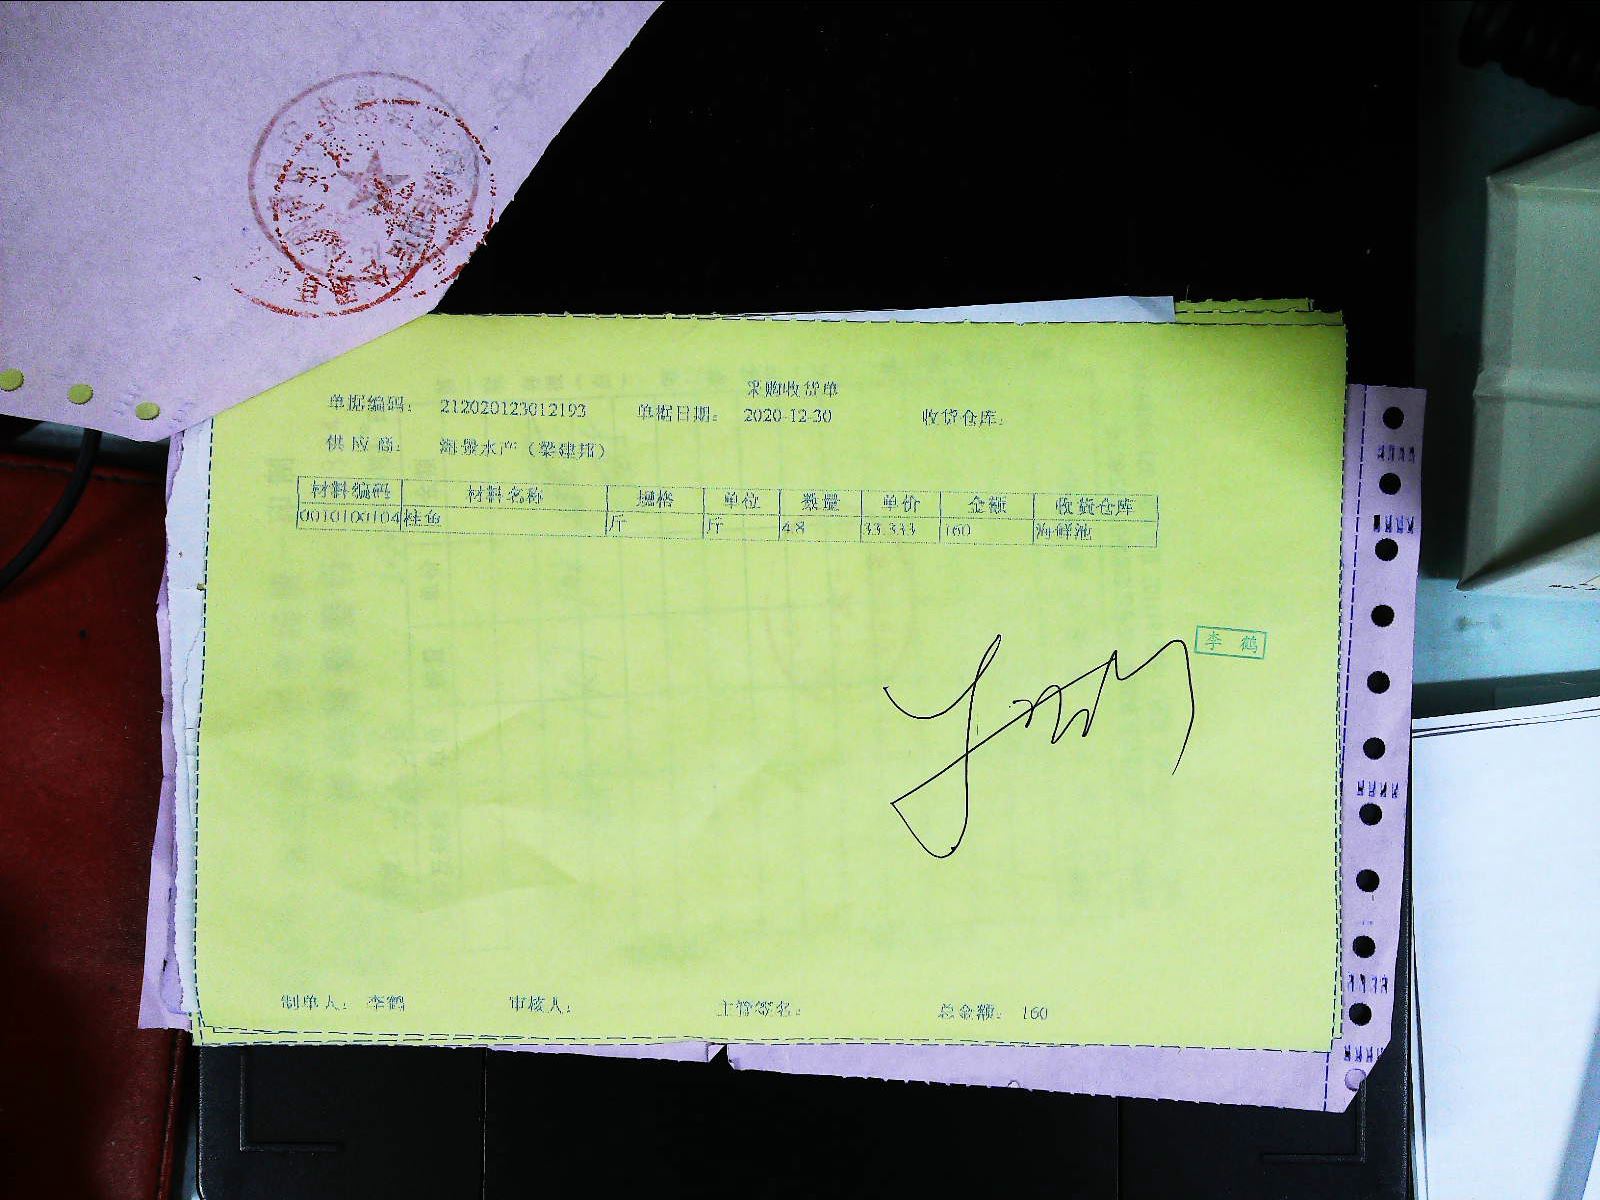 采购收货单
单据编码： 212020123012193 单据日期： 2020-12-30 收货仓库：
供 应 商： 海景水产（梁建邦）
材料编码 材料名称 规格 单位 数量 单价 金额 收货仓库
0010100104 桂鱼 斤 斤 4.8 33.333 160 海鲜池
李 鹤
制单人： 李鹤 审核人： 主管签名： 总金额： 160